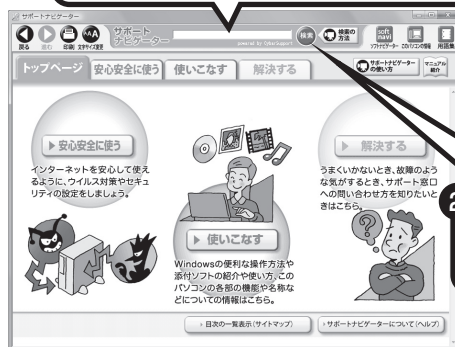 サポートナビゲーター
戻る 進む 印刷 文字サイズ変更
サポート
ナビゲーター
powered by CyberSupport
検索
検索の
方法
soft
navi
ソフトナビゲーター このパソコンの情報 用語集
トップページ 安心安全に使う 使いこなす 解決する
サポートナビゲーター
の使い方
マニュアル
紹介
安心安全に使う
インターネットを安心して使え
るように、ウイルス対策やセキュ
リティの設定をしましょう。
使いこなす
Windowsの便利な操作方法や
添付ソフトの紹介や使い方、この
パソコンの各部の機能や名称な
どについての情報はこちら。
解決する
うまくいかないとき、故障のよう
な気がするとき、サポート窓口
への問い合わせ方を知りたいと
きはこちら。
2
目次の一覧表示(サイトマップ)
サポートナビゲーターについて(ヘルプ)